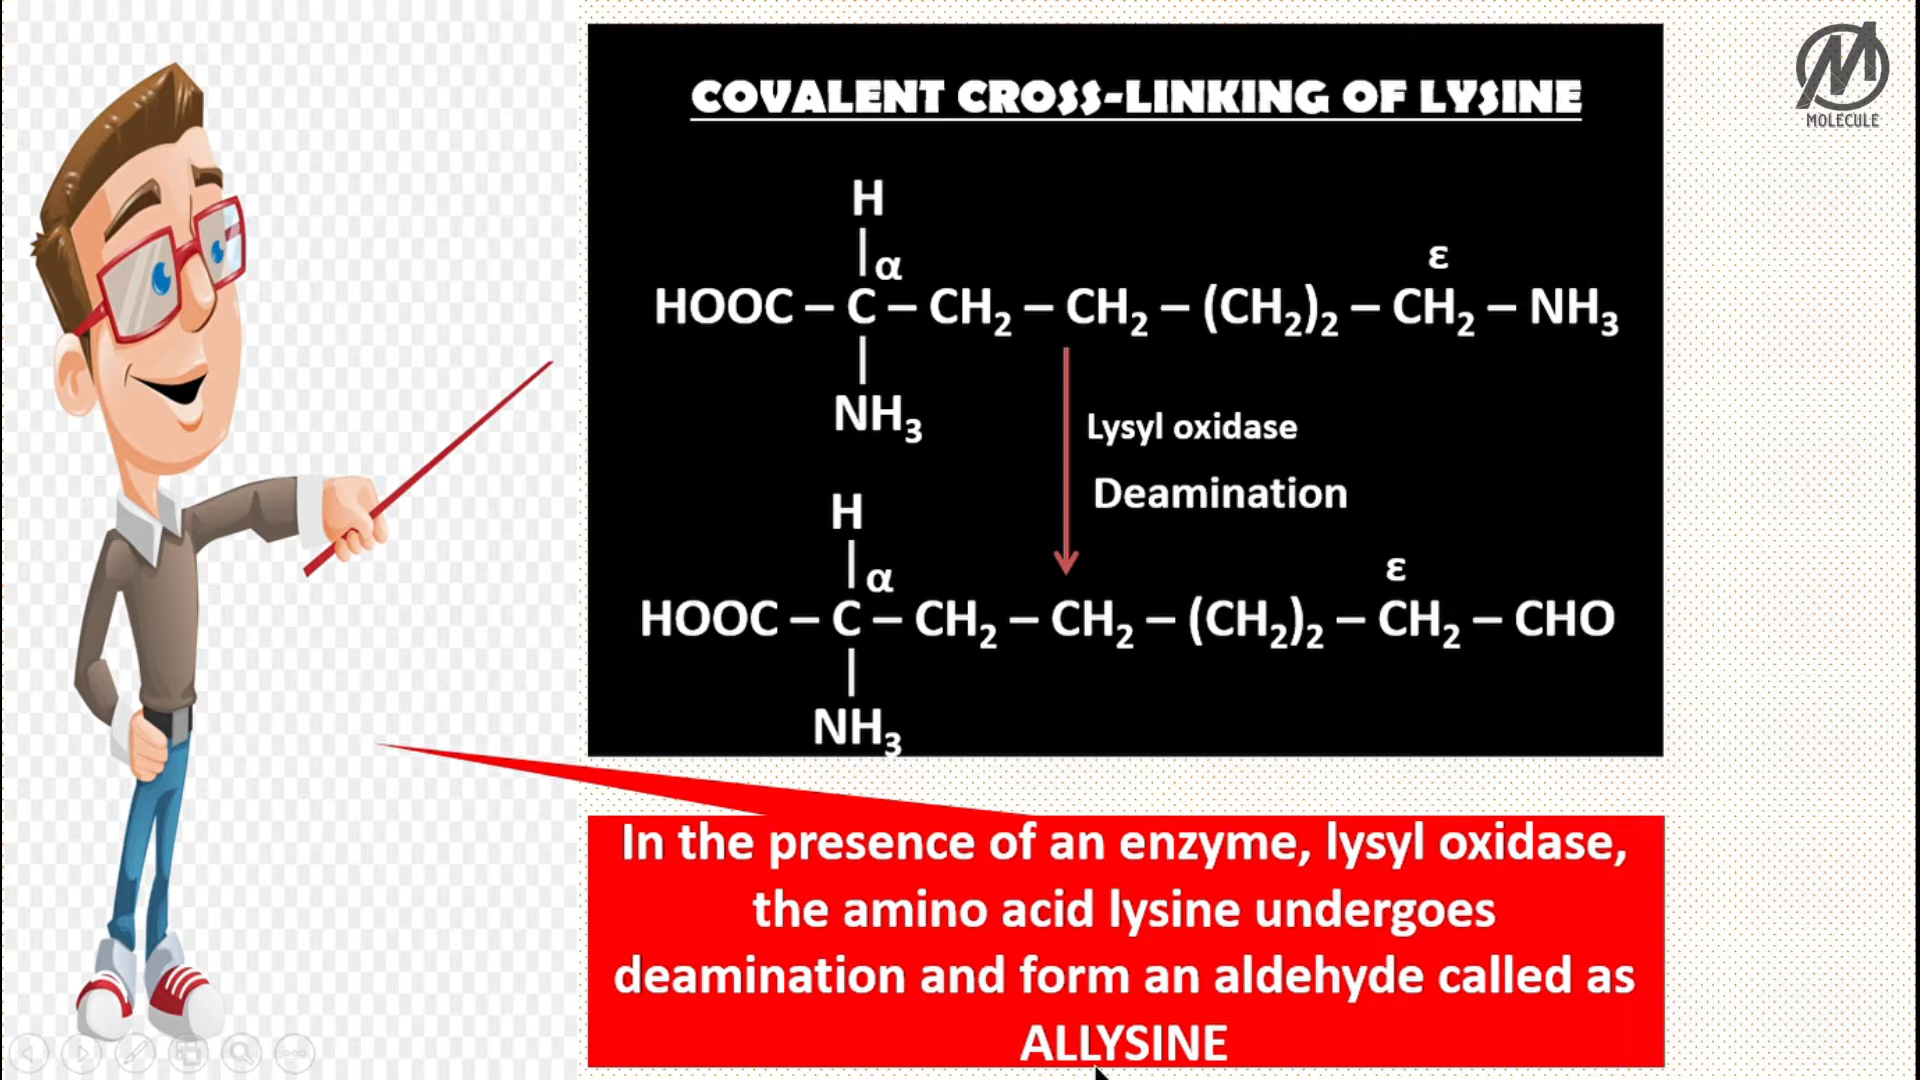 COVALENT CROSS-LINKING OF LYSINE
H
α
ε
HOOC – C – CH₂ – CH₂ – (CH₂)₂ – CH₂ – NH₃
NH₃
Lysyl oxidase
Deamination
H
α
ε
HOOC – C – CH₂ – CH₂ – (CH₂)₂ – CH₂ – CHO
NH₃
In the presence of an enzyme, lysyl oxidase,
the amino acid lysine undergoes
deamination and form an aldehyde called as
ALLYSINE
M
MOLECULE